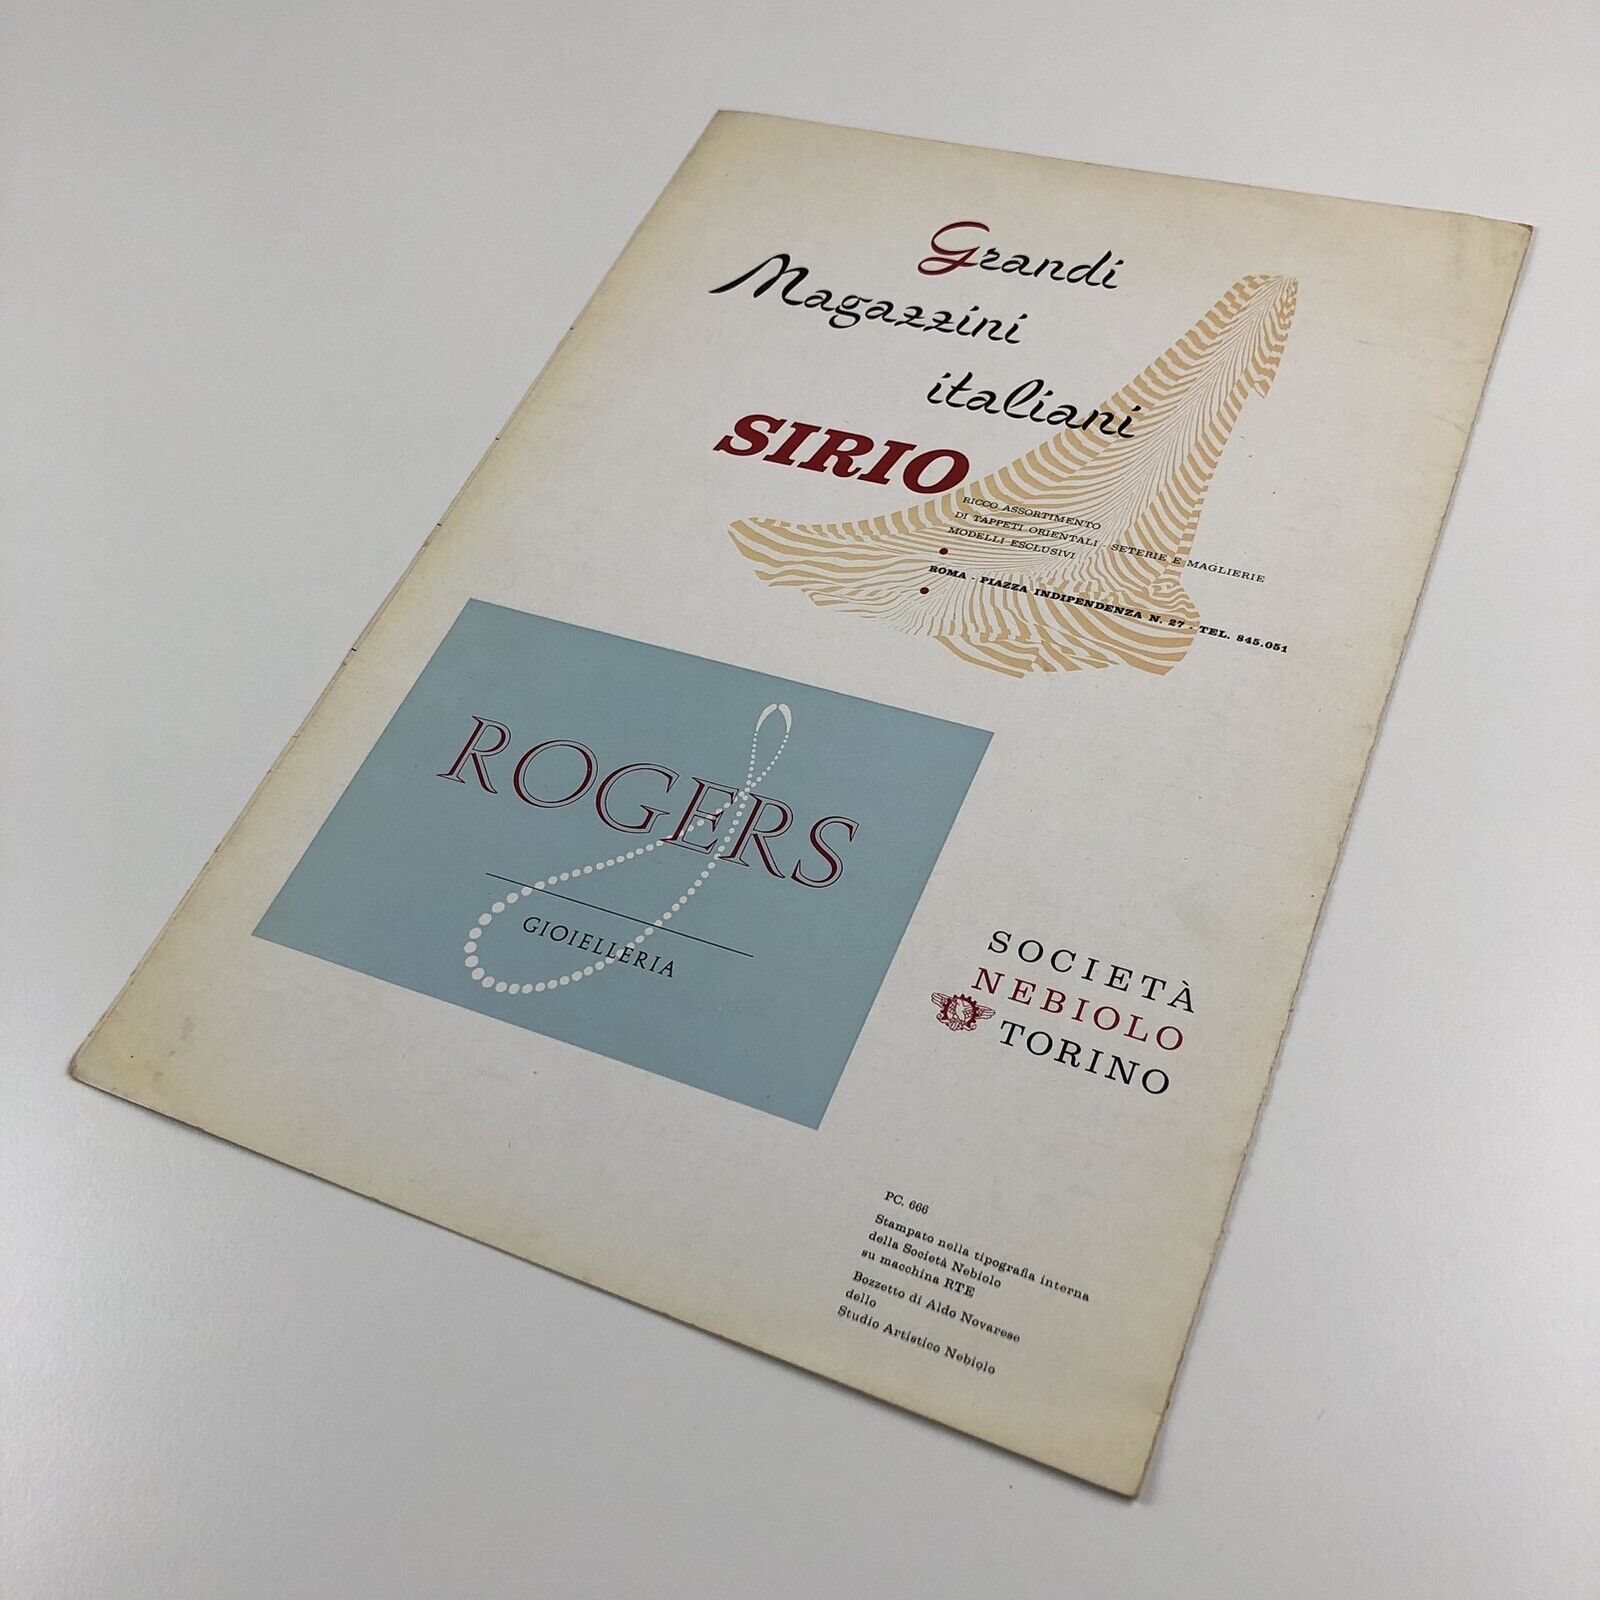 Grandi
Magazzini
italiani
SIRIO
RICCO ASSORTIMENTO
DI TAPPETI ORIENTALI . SETERIE E MAGLIERIE
MODELLI ESCLUSIVI
ROMA - PIAZZA INDIPENDENZA N. 27 - TEL. 845.051
ROGERS
GIOIELLERIA
SOCIETÀ
NEBIOLO
TORINO
PC. 666
Stampato nella tipografia interna
della Società Nebiolo
su macchina RTE
Bozzetto di Aldo Novarese
dello
Studio Artistico Nebiolo